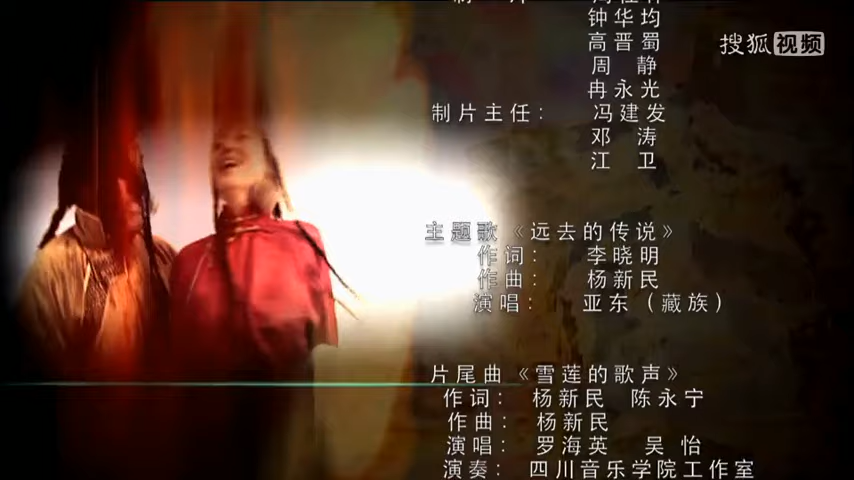 搜狐视频
钟华均
高晋蜀
周 静
冉永光
制片主任： 冯建发
邓 涛
江 卫
主题歌《远去的传说》
作词： 李晓明
作曲： 杨新民
演唱： 亚东（藏族）
片尾曲《雪莲的歌声》
作词： 杨新民 陈永宁
作曲： 杨新民
演唱： 罗海英 吴 怡
演奏： 四川音乐学院工作室